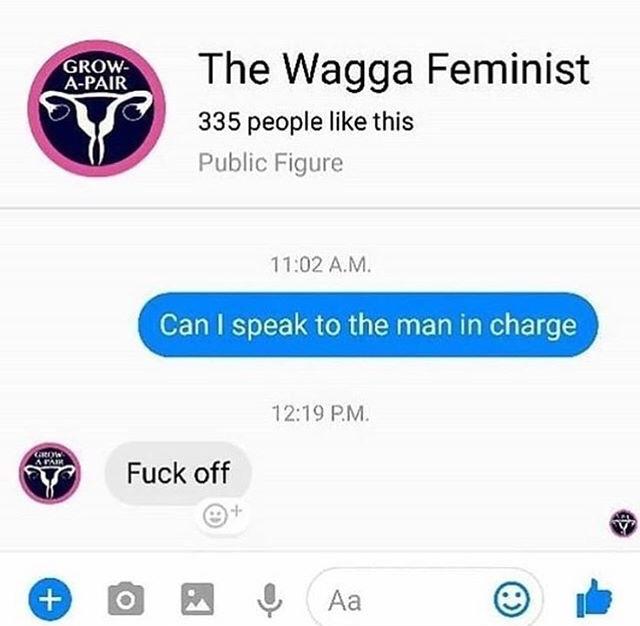 GROW-
A-PAIR
The Wagga Feminist
335 people like this
Public Figure
11:02 A.M.
Can I speak to the man in charge
12:19 P.M.
GROW-
A-PAIR
Fuck off
Aa